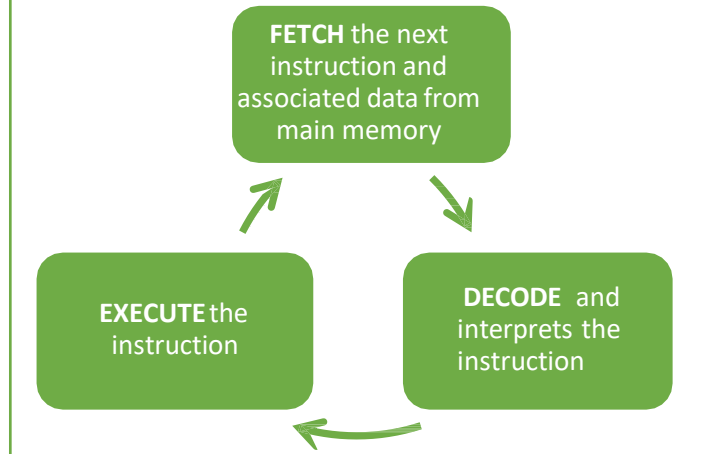 FETCH the next
instruction and
associated data from
main memory
EXECUTE the
instruction
DECODE and
interprets the
instruction